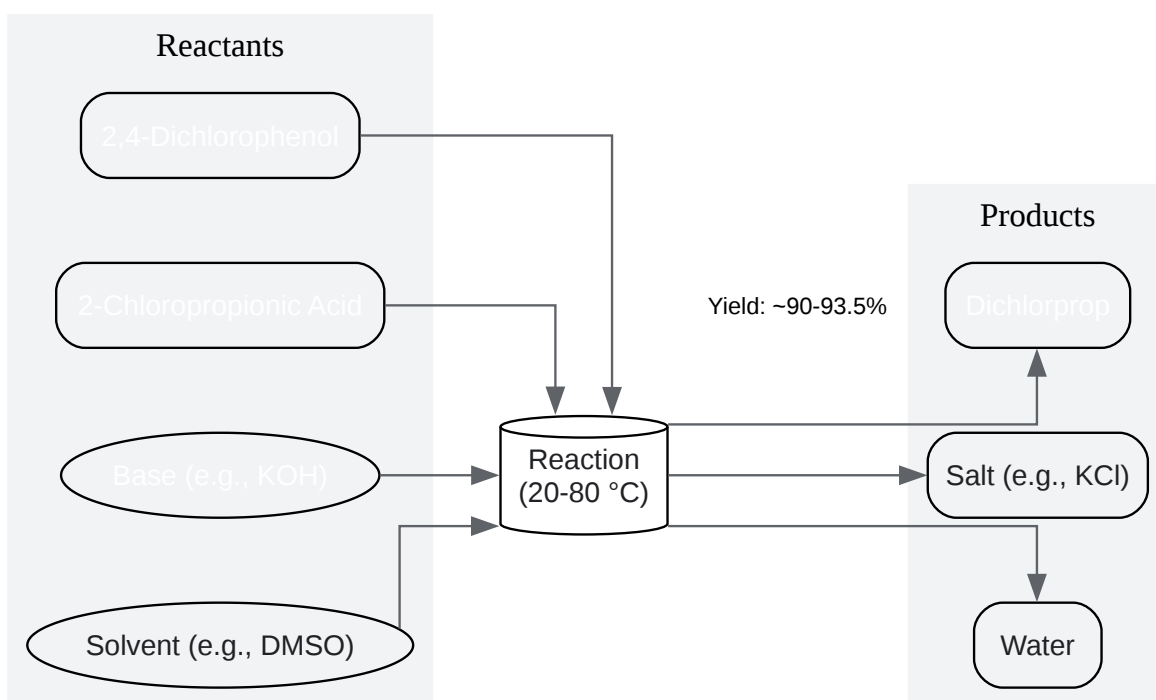 Reactants
2,4-Dichlorophenol
2-Chloropropionic Acid
Base (e.g., KOH)
Solvent (e.g., DMSO)
Reaction
(20-80 °C)
Yield: ~90-93.5%
Products
Dichlorprop
Salt (e.g., KCl)
Water